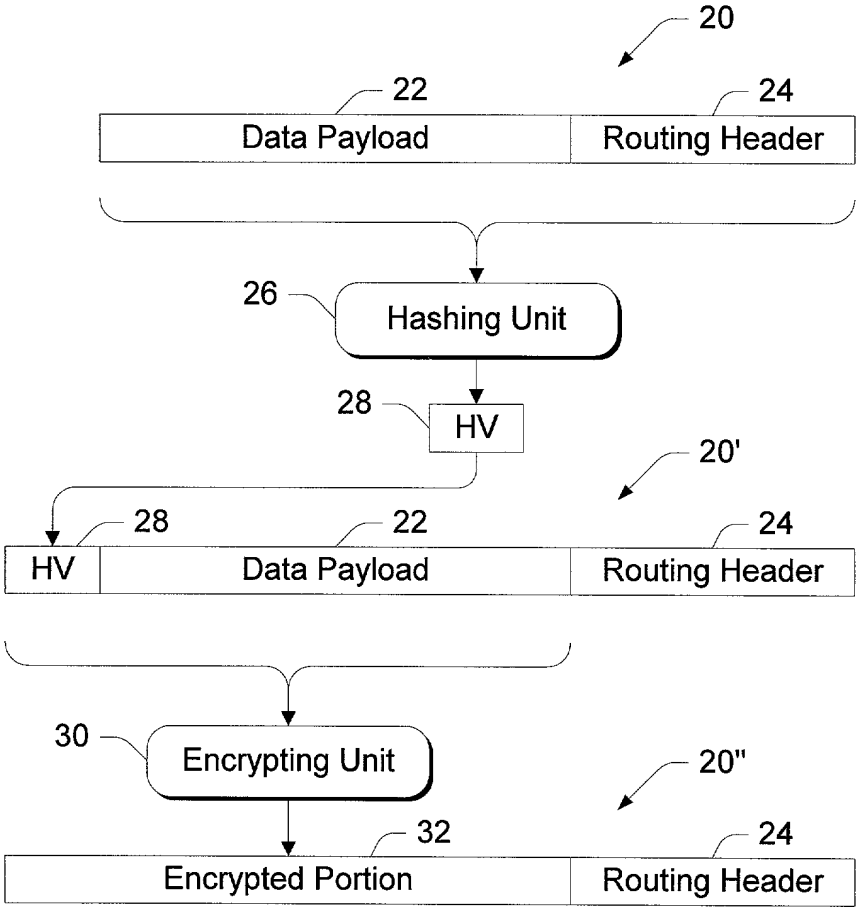 20
22
24
Data Payload
Routing Header
26
Hashing Unit
28
HV
20'
28
22
24
HV
Data Payload
Routing Header
30
Encrypting Unit
20"
32
24
Encrypted Portion
Routing Header